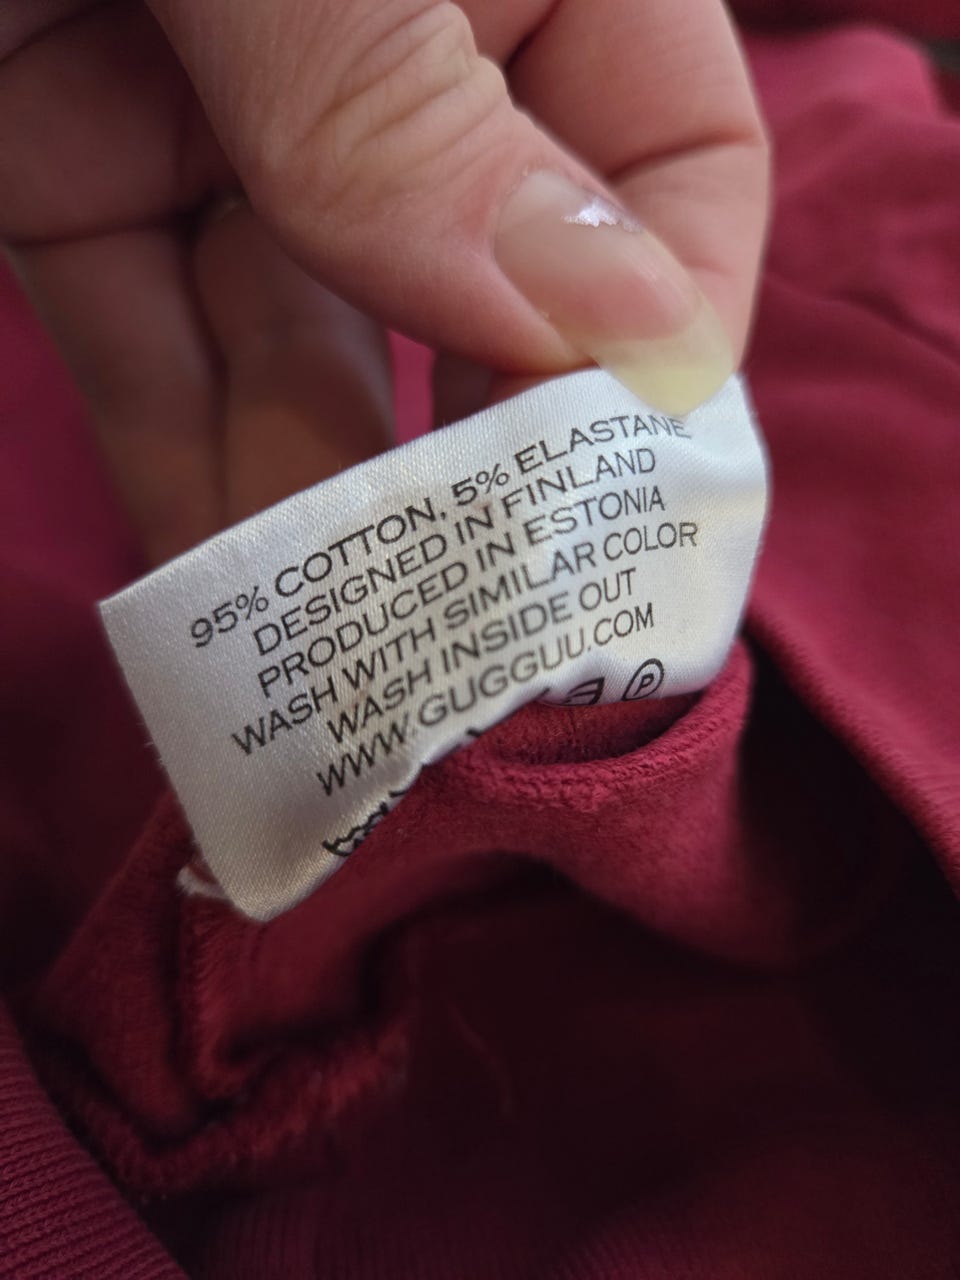 95% COTTON, 5% ELASTANE
DESIGNED IN FINLAND
PRODUCED IN ESTONIA
WASH WITH SIMILAR COLOR
WASH INSIDE OUT
WWW.GUGGUU.COM
P